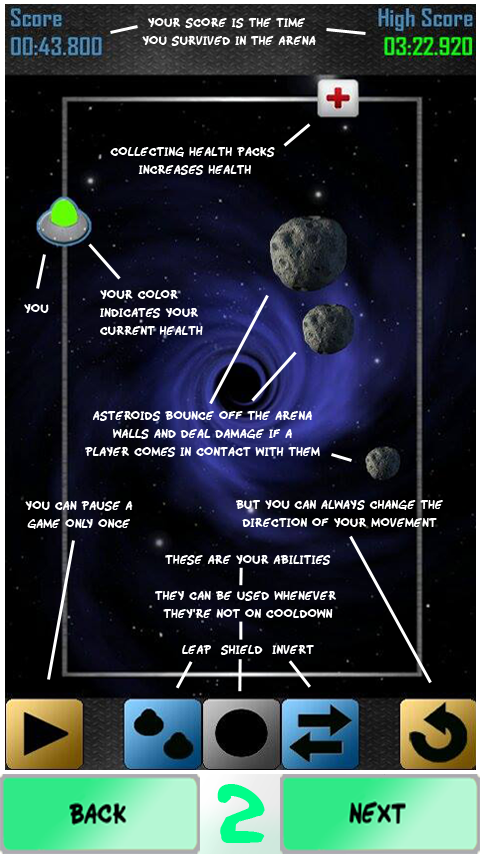 Score
00:43.800
YOUR SCORE IS THE TIME
YOU SURVIVED IN THE ARENA
High Score
03:22.920
COLLECTING HEALTH PACKS
INCREASES HEALTH
YOU
YOUR COLOR
INDICATES YOUR
CURRENT HEALTH
ASTEROIDS BOUNCE OFF THE ARENA
WALLS AND DEAL DAMAGE IF A
PLAYER COMES IN CONTACT WITH THEM
YOU CAN PAUSE A
GAME ONLY ONCE
BUT YOU CAN ALWAYS CHANGE THE
DIRECTION OF YOUR MOVEMENT
THESE ARE YOUR ABILITIES
THEY CAN BE USED WHENEVER
THEY'RE NOT ON COOLDOWN
LEAP SHIELD INVERT
BACK
2
NEXT